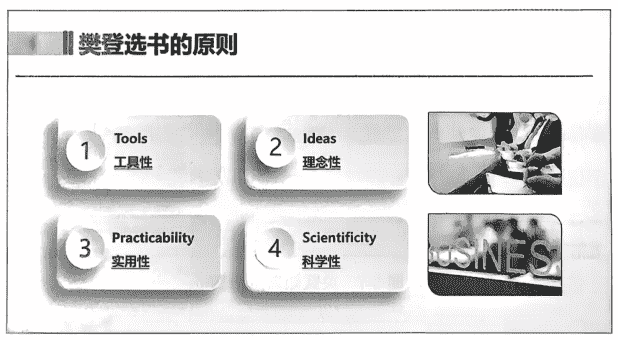 樊登选书的原则
1
Tools
工具性
2
Ideas
理念性
3
Practicability
实用性
4
Scientificity
科学性
USINES